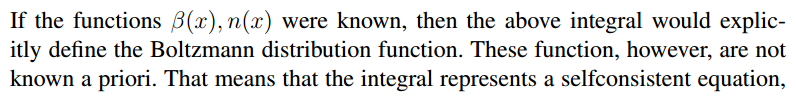 If the functions β(x), n(x) were known, then the above integral would explic-
itly define the Boltzmann distribution function. These function, however, are not
known a priori. That means that the integral represents a selfconsistent equation,